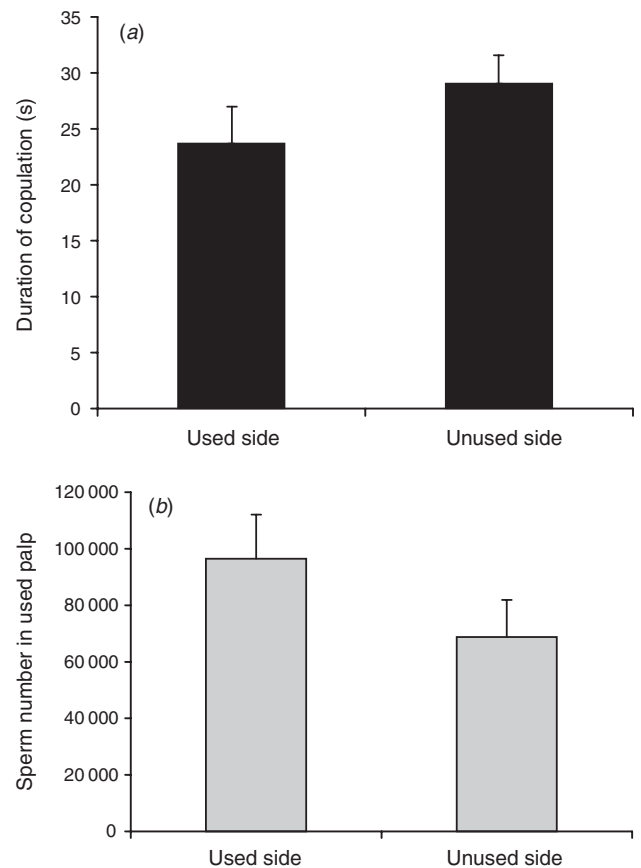 (a)
Duration of copulation (s)
35
30
25
20
15
10
5
0
Used side Unused side
(b)
Sperm number in used palp
120 000
100 000
80 000
60 000
40 000
20 000
0
Used side Unused side